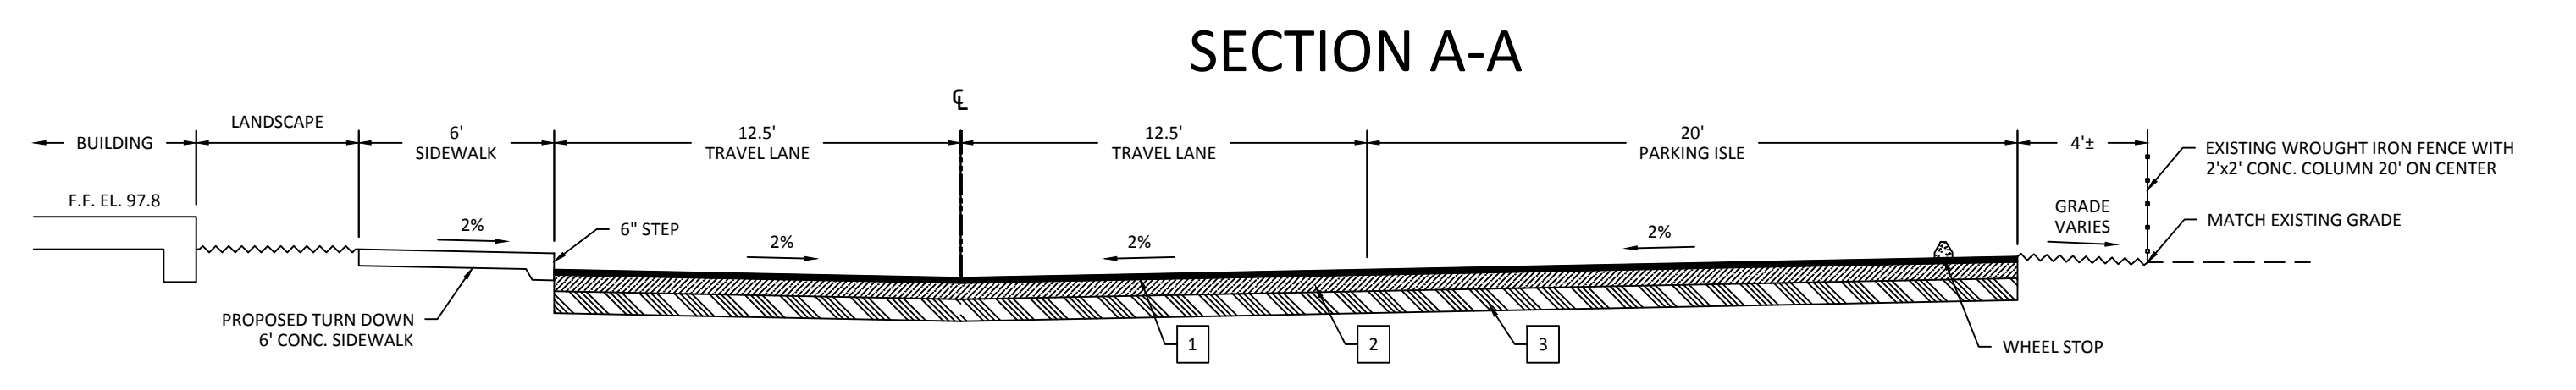 SECTION A-A
℄
BUILDING
LANDSCAPE
6'
SIDEWALK
12.5'
TRAVEL LANE
12.5'
TRAVEL LANE
20'
PARKING ISLE
4'±
EXISTING WROUGHT IRON FENCE WITH
2'x2' CONC. COLUMN 20' ON CENTER
F.F. EL. 97.8
2%
6" STEP
2%
2%
2%
GRADE
VARIES
MATCH EXISTING GRADE
PROPOSED TURN DOWN
6' CONC. SIDEWALK
1
2
3
WHEEL STOP